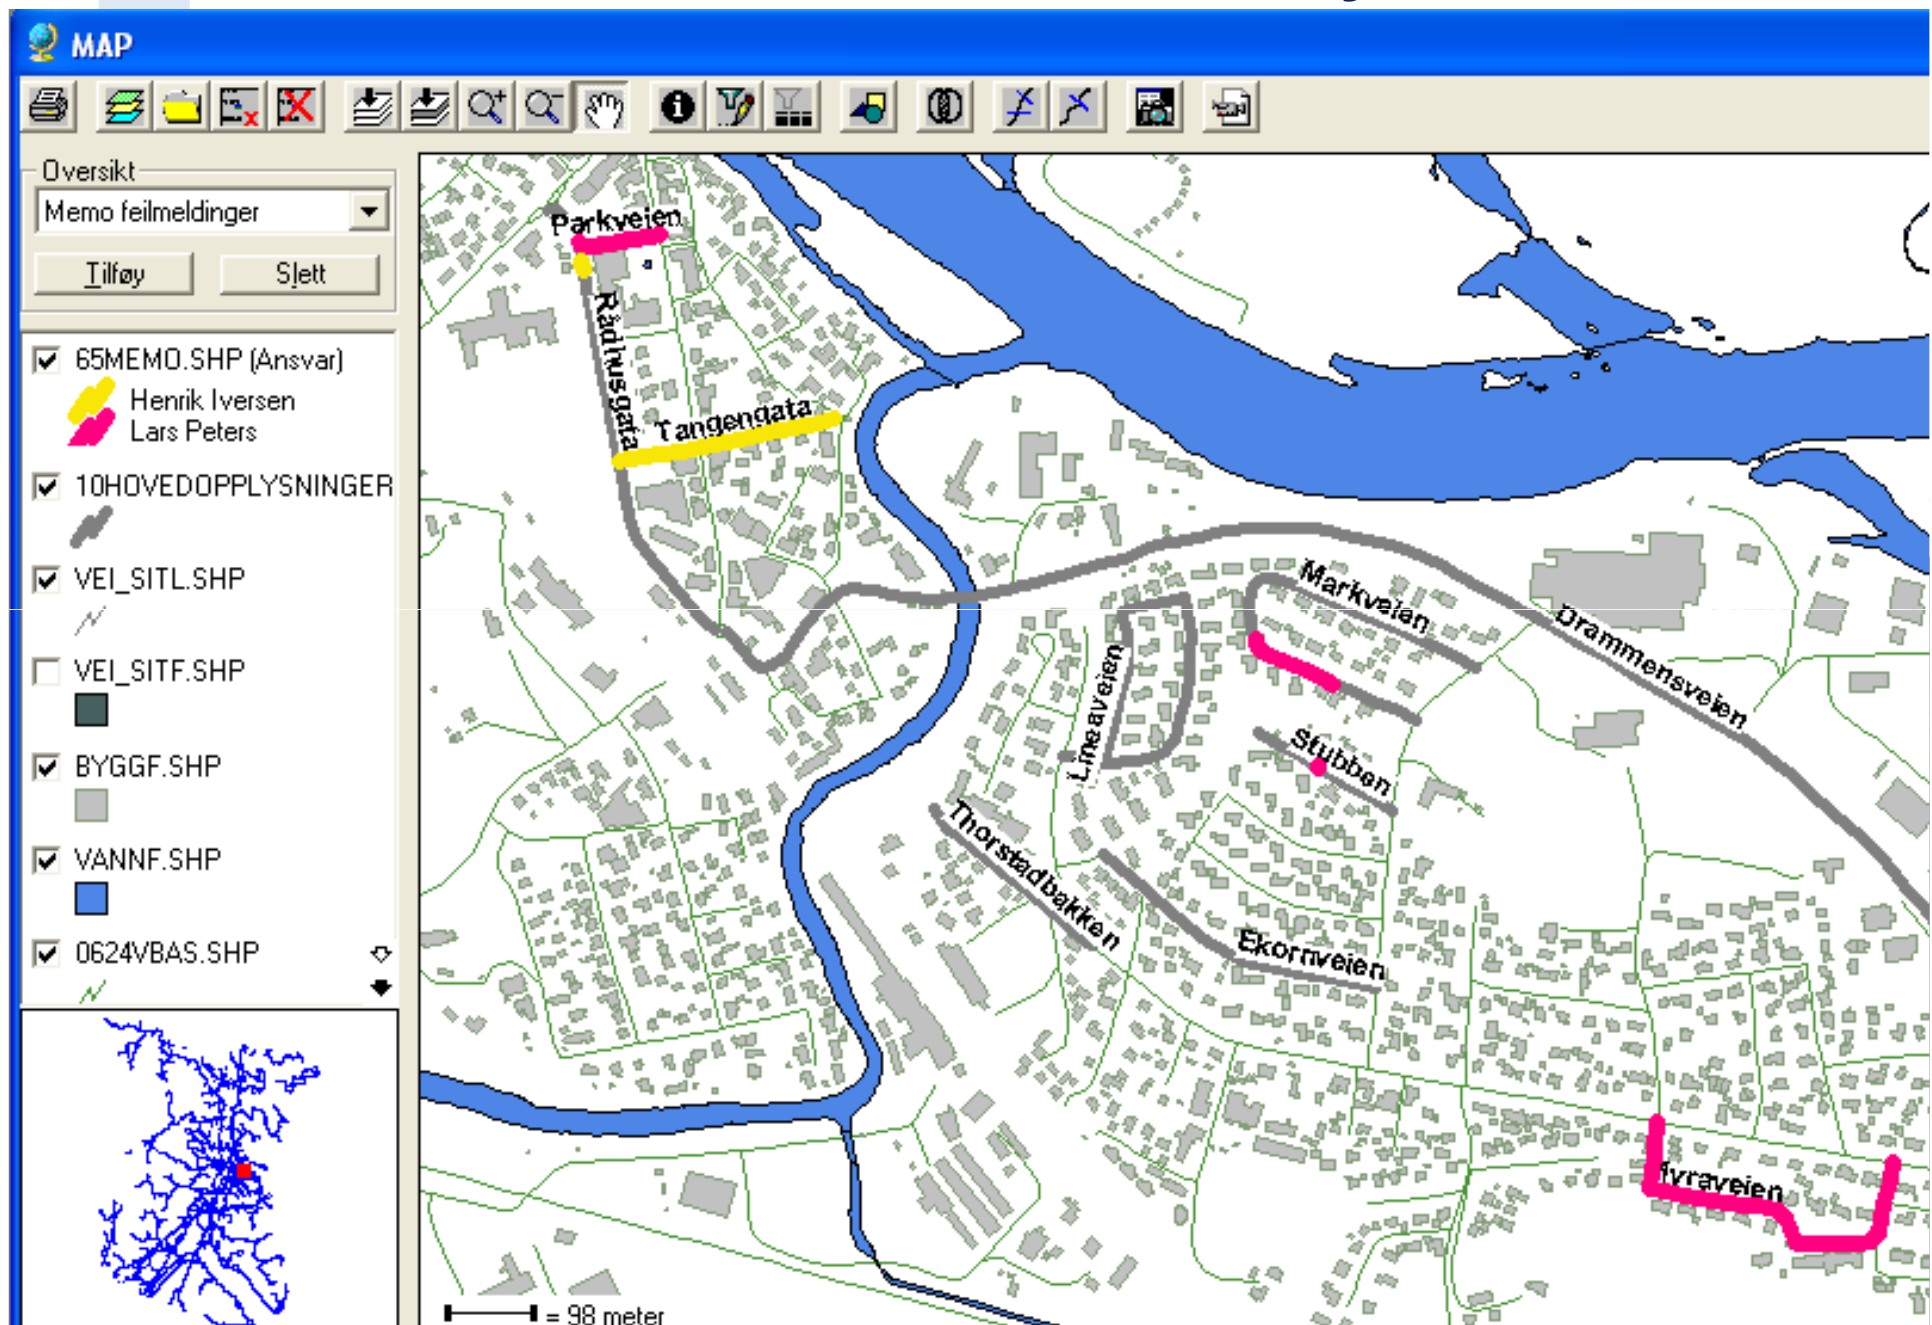 MAP
Oversikt
Memo feilmeldinger
Tilføy
Slett
65MEMO.SHP (Ansvar)
Henrik Iversen
Lars Peters
10HOVEDOPPLYSNINGER
VEI_SITL.SHP
VEI_SITF.SHP
BYGGF.SHP
VANNF.SHP
0624VBAS.SHP
Parkveien
Rådhusgata
Tangengata
Markveien
Drammensveien
Lineaveien
Stubben
Thorstadbakken
Ekornveien
yraveien
= 98 meter